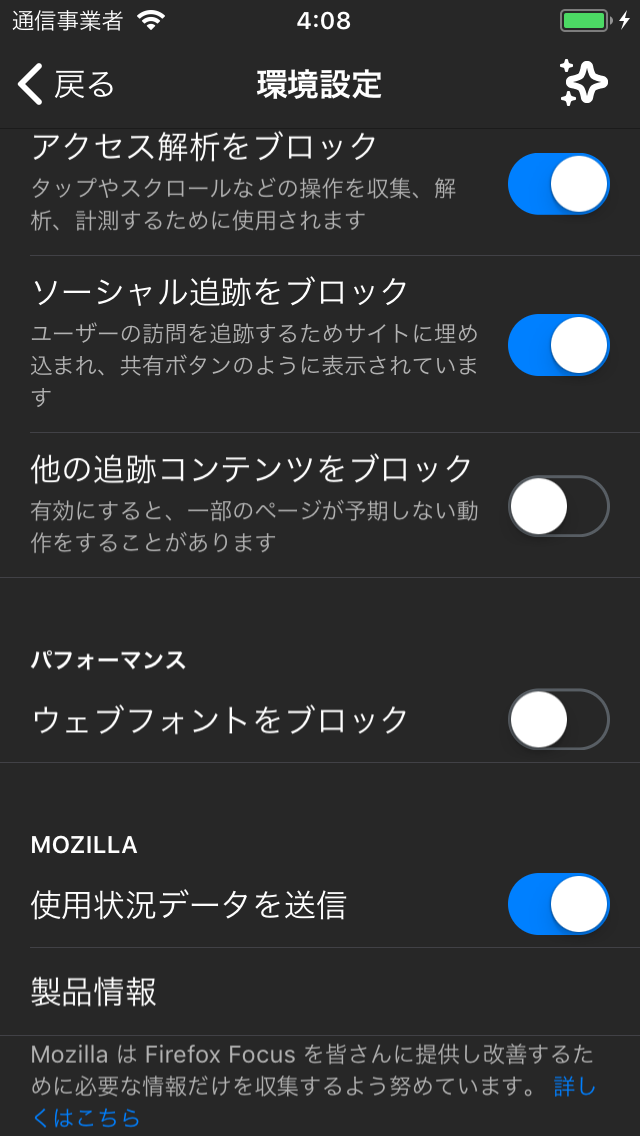 通信事業者 4:08
戻る 環境設定
アクセス解析をブロック
タップやスクロールなどの操作を収集、解
析、計測するために使用されます
ソーシャル追跡をブロック
ユーザーの訪問を追跡するためサイトに埋め
込まれ、共有ボタンのように表示されていま
す
他の追跡コンテンツをブロック
有効にすると、一部のページが予期しない動
作をすることがあります
パフォーマンス
ウェブフォントをブロック
MOZILLA
使用状況データを送信
製品情報
Mozilla は Firefox Focus を皆さんに提供し改善するた
めに必要な情報だけを収集するよう努めています。 詳し
くはこちら